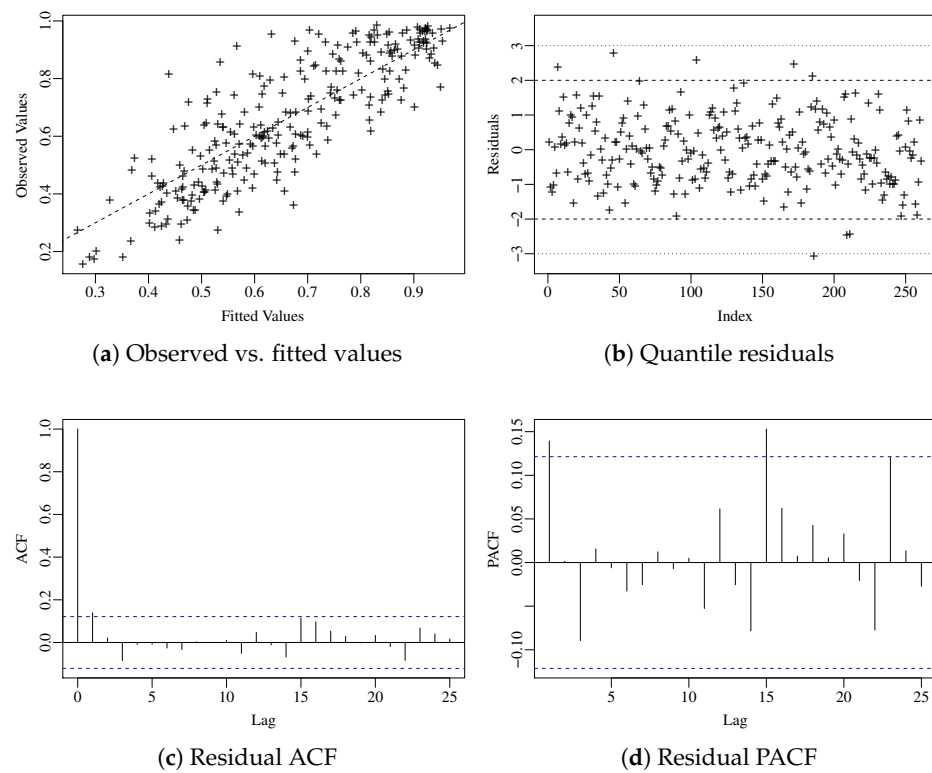 1.0
0.8
0.6
0.4
0.2
Observed Values
0.3 0.4 0.5 0.6 0.7 0.8 0.9
Fitted Values
(a) Observed vs. fitted values
3
2
1
0
−1
−2
−3
Residuals
0 50 100 150 200 250
Index
(b) Quantile residuals
1.0
0.8
0.6
0.4
0.2
0.0
ACF
0 5 10 15 20 25
Lag
(c) Residual ACF
0.15
0.10
0.05
0.00
−0.10
PACF
5 10 15 20 25
Lag
(d) Residual PACF